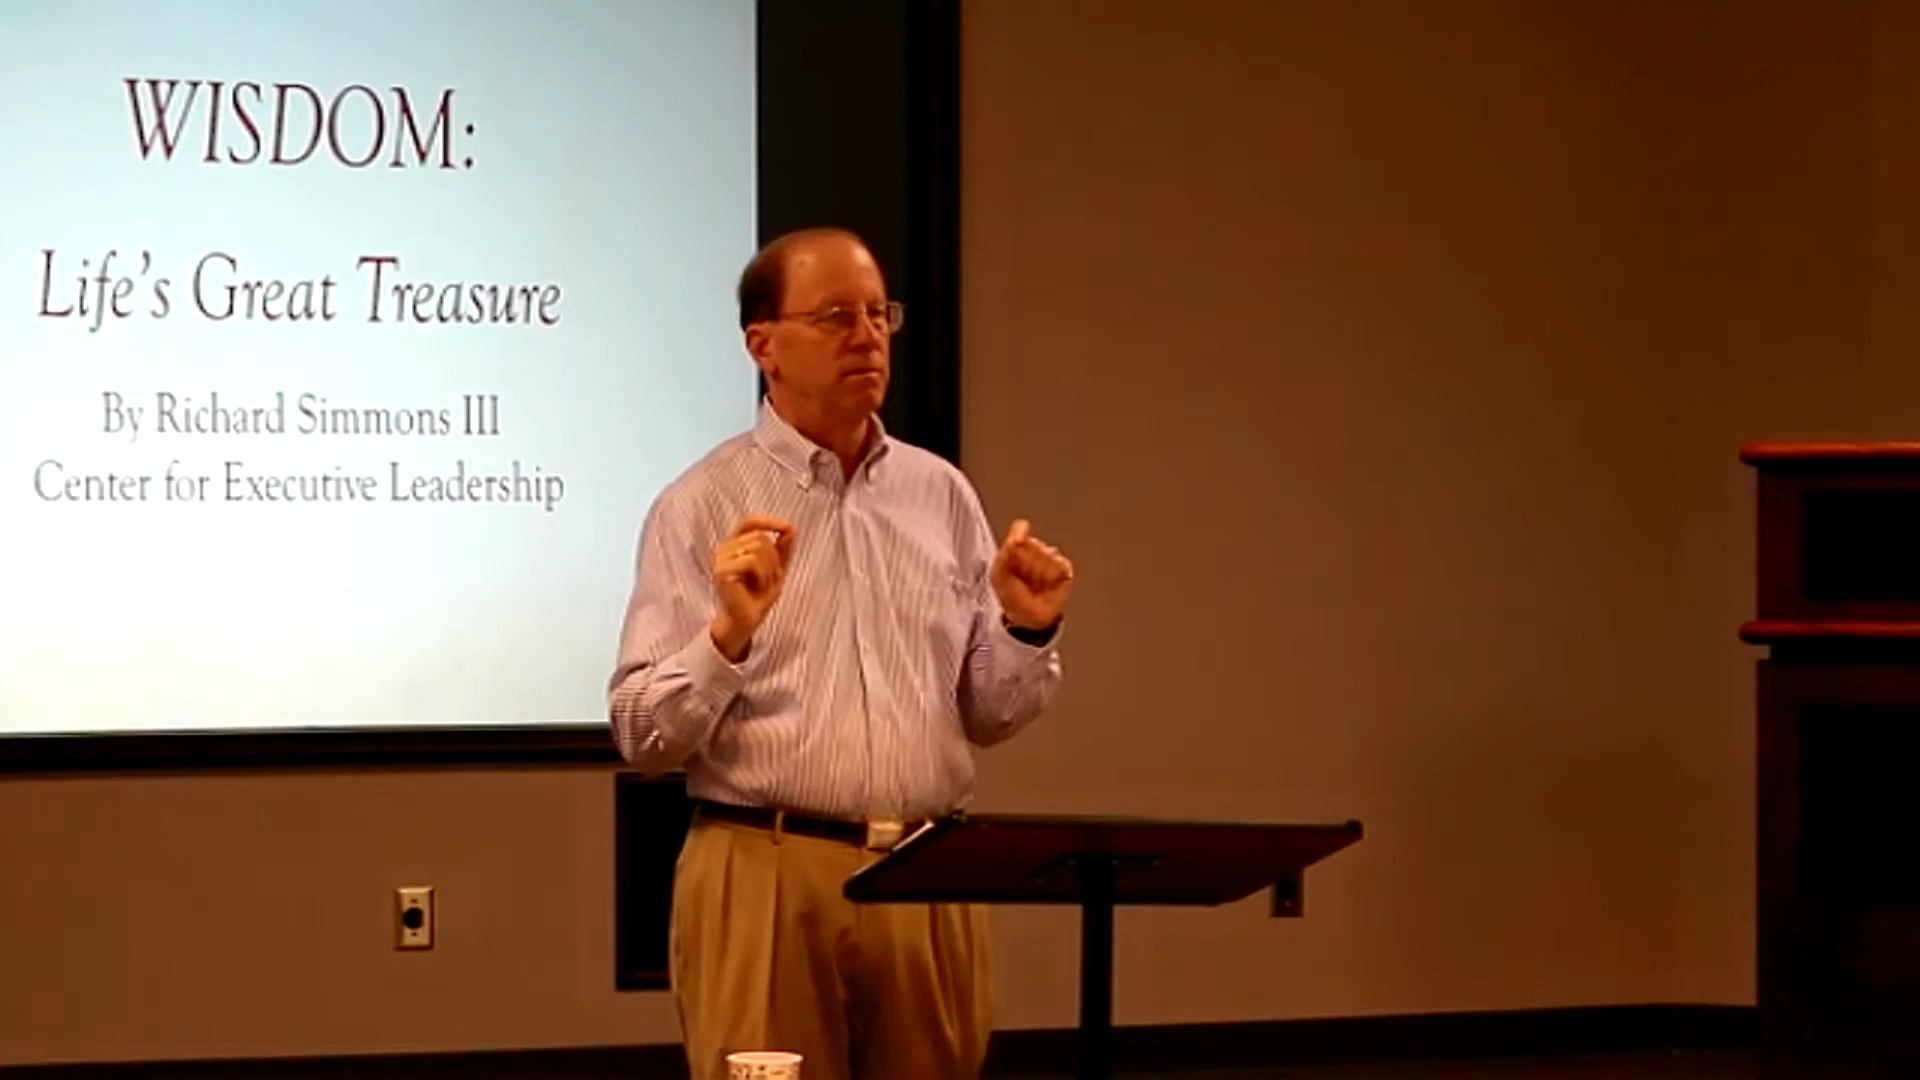 WISDOM:
Life's Great Treasure
By Richard Simmons III
Center for Executive Leadership